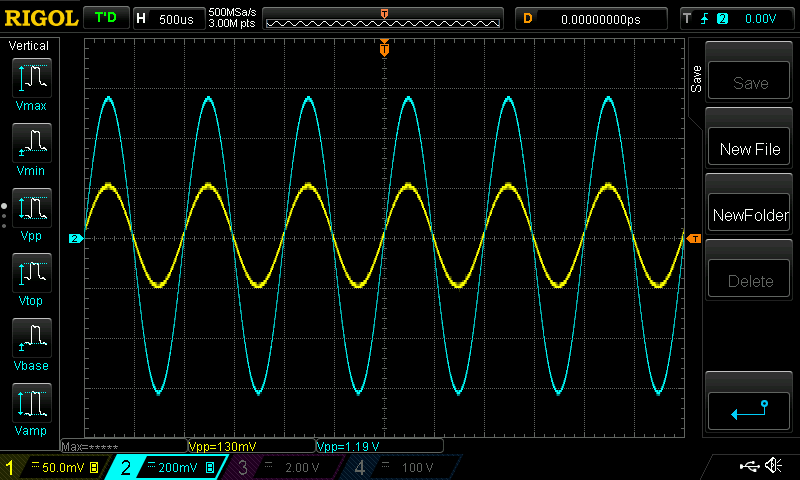 RIGOL T'D H 500us 500MSa/s 3.00M pts T D 0.00000000ps T 2 0.00V
Vertical
Vmax
Vmin
Vpp
Vtop
Vbase
Vamp
T
2
T
Save
Save
New File
NewFolder
Delete
Max=***** Vpp=130mV Vpp=1.19 V
1 50.0mV B 2 200mV B 3 2.00 V 4 100 V